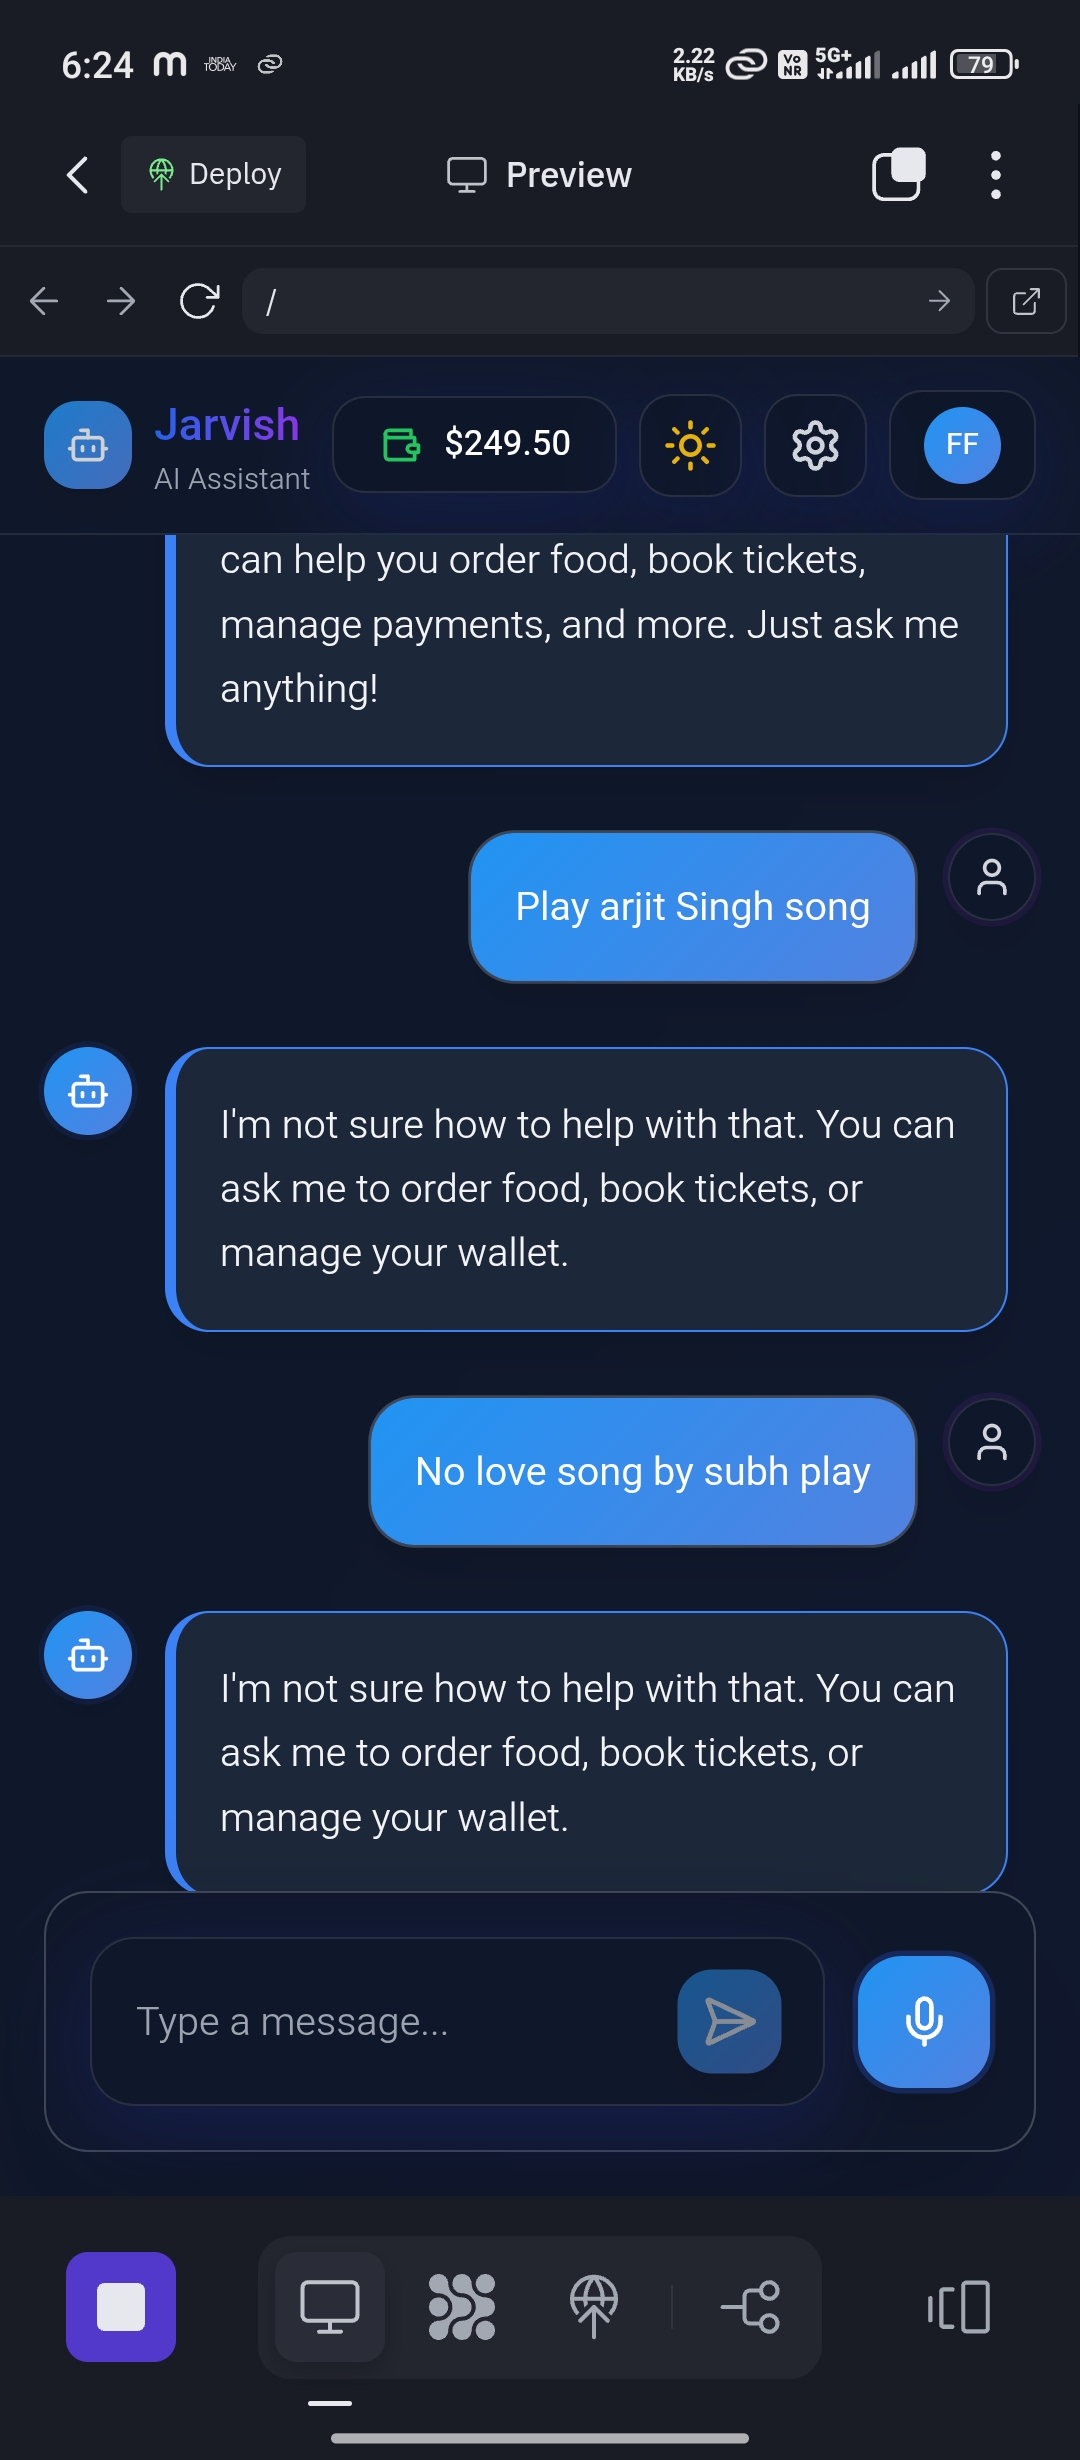 6:24
INDIA TODAY
2.22 KB/s
Vo NR
5G+
79
Deploy
Preview
/
Jarvish
AI Assistant
$249.50
FF
can help you order food, book tickets,
manage payments, and more. Just ask me
anything!
Play arjit Singh song
I'm not sure how to help with that. You can
ask me to order food, book tickets, or
manage your wallet.
No love song by subh play
I'm not sure how to help with that. You can
ask me to order food, book tickets, or
manage your wallet.
Type a message...